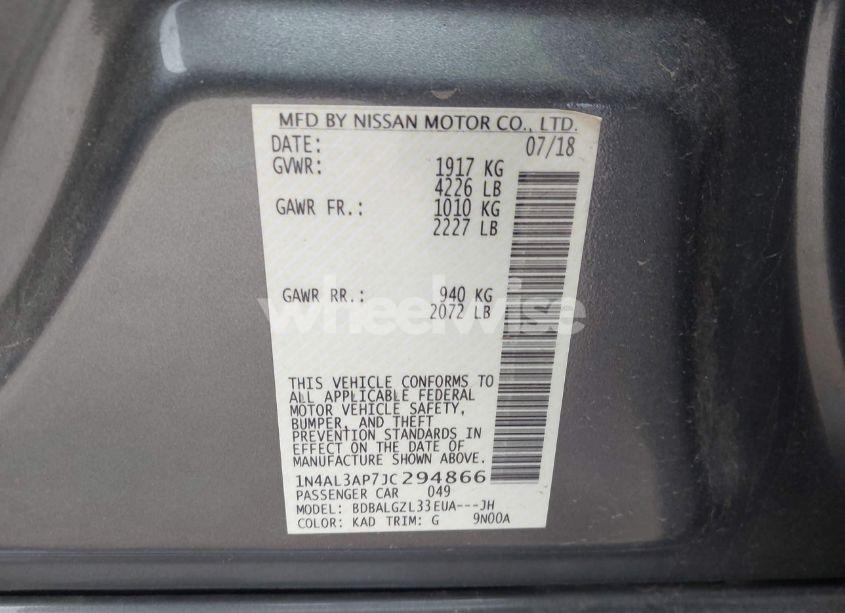 MFD BY NISSAN MOTOR CO., LTD.
DATE: 07/18
GVWR: 1917 KG
4226 LB
GAWR FR.: 1010 KG
2227 LB
GAWR RR.: 940 KG
2072 LB
wheelwise
THIS VEHICLE CONFORMS TO
ALL APPLICABLE FEDERAL
MOTOR VEHICLE SAFETY,
BUMPER, AND THEFT
PREVENTION STANDARDS IN
EFFECT ON THE DATE OF
MANUFACTURE SHOWN ABOVE.
1N4AL3AP7JC294866
PASSENGER CAR 049
MODEL: BDBALGZL33EUA---JH
COLOR: KAD TRIM: G 9N00A